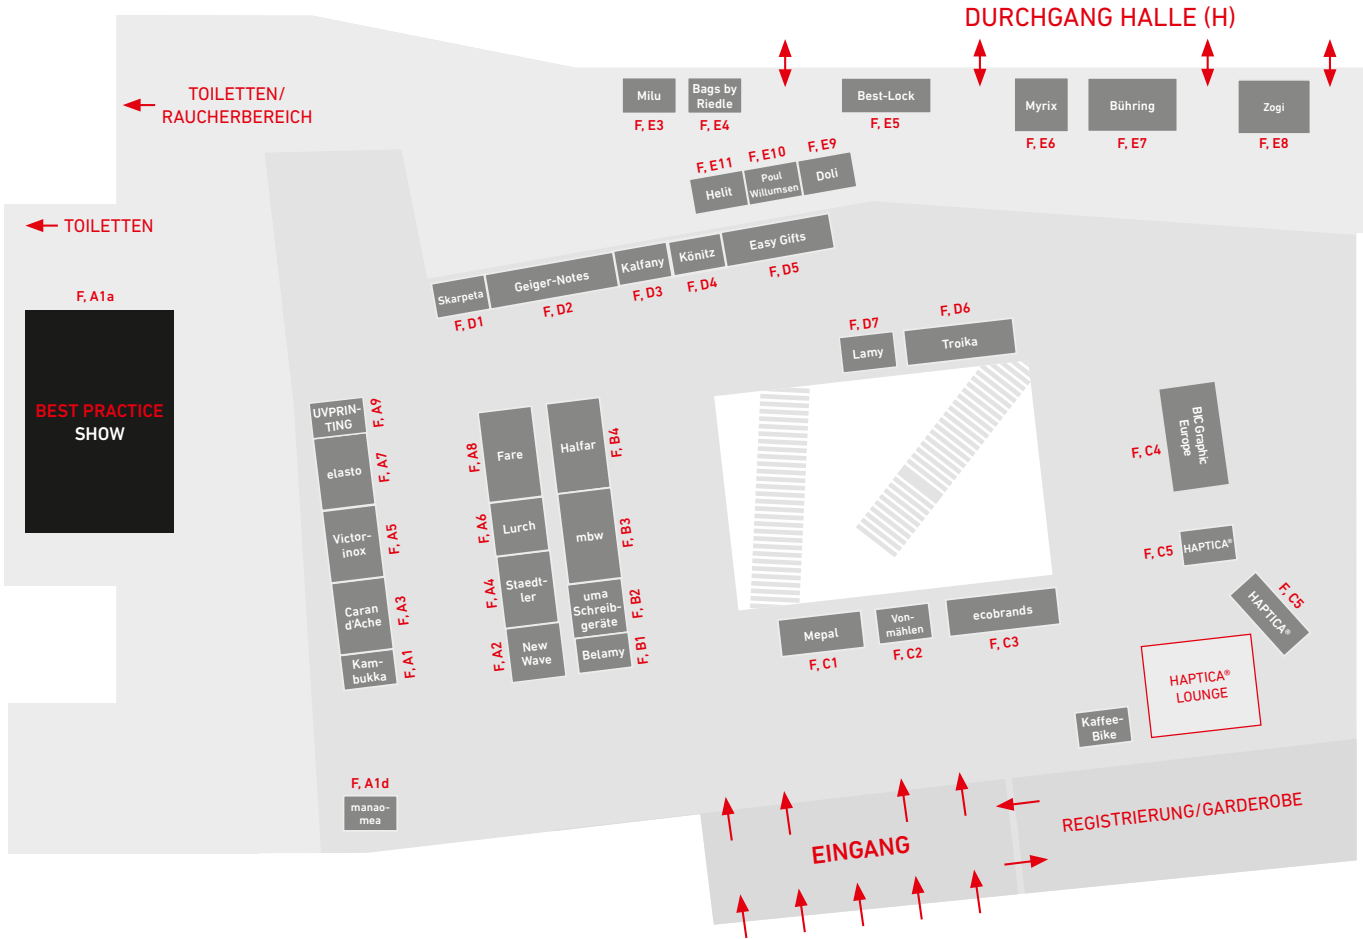 DURCHGANG HALLE (H)
TOILETTEN/
RAUCHERBEREICH
TOILETTEN
Milu
F, E3
Bags by
Riedle
F, E4
Best-Lock
F, E5
Myrix
F, E6
Bühring
F, E7
Zogi
F, E8
F, E11
Helit
F, E10
Poul
Willumsen
F, E9
Doli
Skarpeta
F, D1
Geiger-Notes
F, D2
Kalfany
F, D3
Könitz
F, D4
Easy Gifts
F, D5
F, A1a
BEST PRACTICE
SHOW
F, D7
Lamy
F, D6
Troika
UVPRIN-
TING
F, A9
elasto
F, A7
Victor-
inox
F, A5
Caran
d'Ache
F, A3
Kam-
bukka
F, A1
F, A8
Fare
F, A6
Lurch
F, A4
Staedt-
ler
F, A2
New
Wave
Halfar
F, B4
mbw
F, B3
uma
Schreib-
geräte
F, B2
Belamy
F, B1
F, C4
BIC Graphic
Europe
F, C5
HAPTICA®
F, C5
HAPTICA®
Mepal
F, C1
Von-
mählen
F, C2
ecobrands
F, C3
HAPTICA®
LOUNGE
Kaffee-
Bike
F, A1d
manao-
mea
EINGANG
REGISTRIERUNG/GARDEROBE